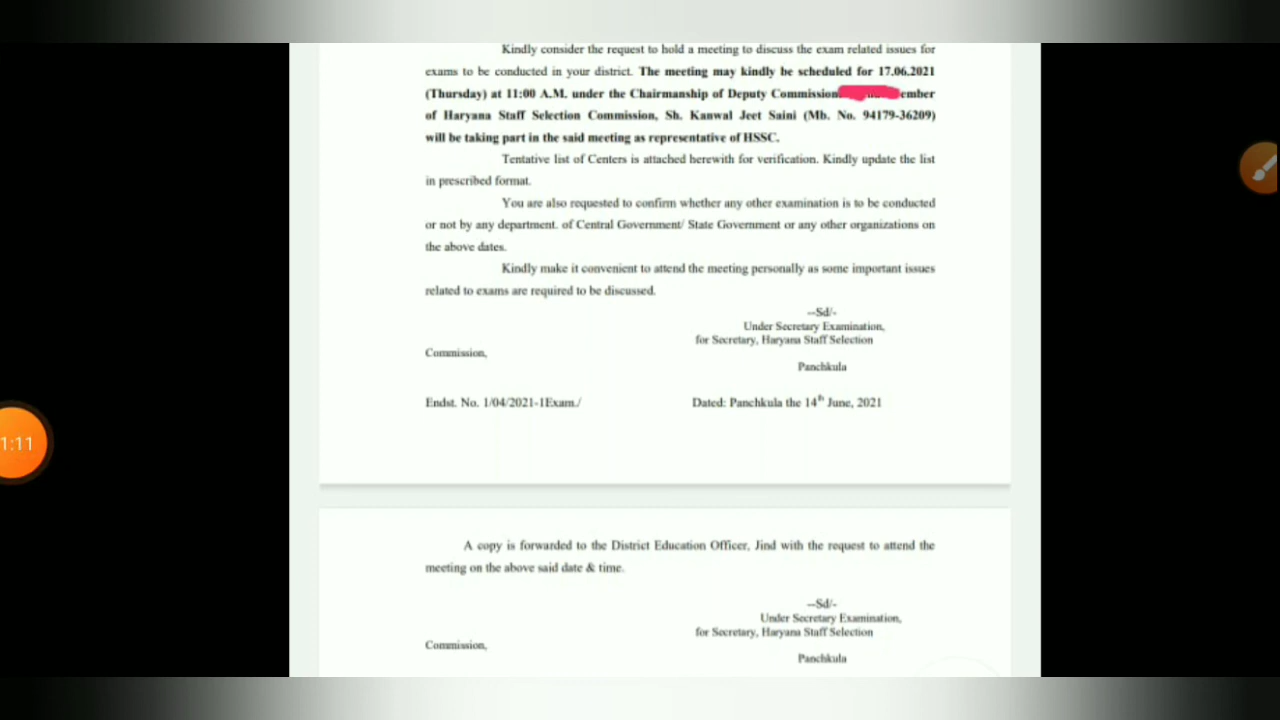 Kindly consider the request to hold a meeting to discuss the exam related issues for
exams to be conducted in your district. The meeting may kindly be scheduled for 17.06.2021
(Thursday) at 11:00 A.M. under the Chairmanship of Deputy Commission ember
of Haryana Staff Selection Commission, Sh. Kanwal Jeet Saini (Mb. No. 94179-36209)
will be taking part in the said meeting as representative of HSSC.
Tentative list of Centers is attached herewith for verification. Kindly update the list
in prescribed format.
You are also requested to confirm whether any other examination is to be conducted
or not by any department. of Central Government/ State Government or any other organizations on
the above dates.
Kindly make it convenient to attend the meeting personally as some important issues
related to exams are required to be discussed.
--Sd/-
Under Secretary Examination,
for Secretary, Haryana Staff Selection
Commission,
Panchkula
Endst. No. 1/04/2021-1Exam./ Dated: Panchkula the 14th June, 2021
1:11
A copy is forwarded to the District Education Officer, Jind with the request to attend the
meeting on the above said date & time.
--Sd/-
Under Secretary Examination,
for Secretary, Haryana Staff Selection
Commission,
Panchkula